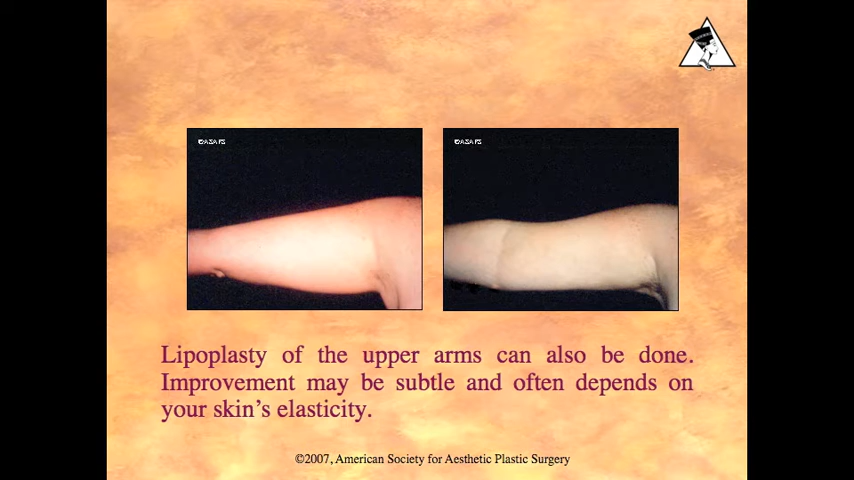 ©ASAPS
©ASAPS
Lipoplasty of the upper arms can also be done.
Improvement may be subtle and often depends on
your skin's elasticity.
©2007, American Society for Aesthetic Plastic Surgery